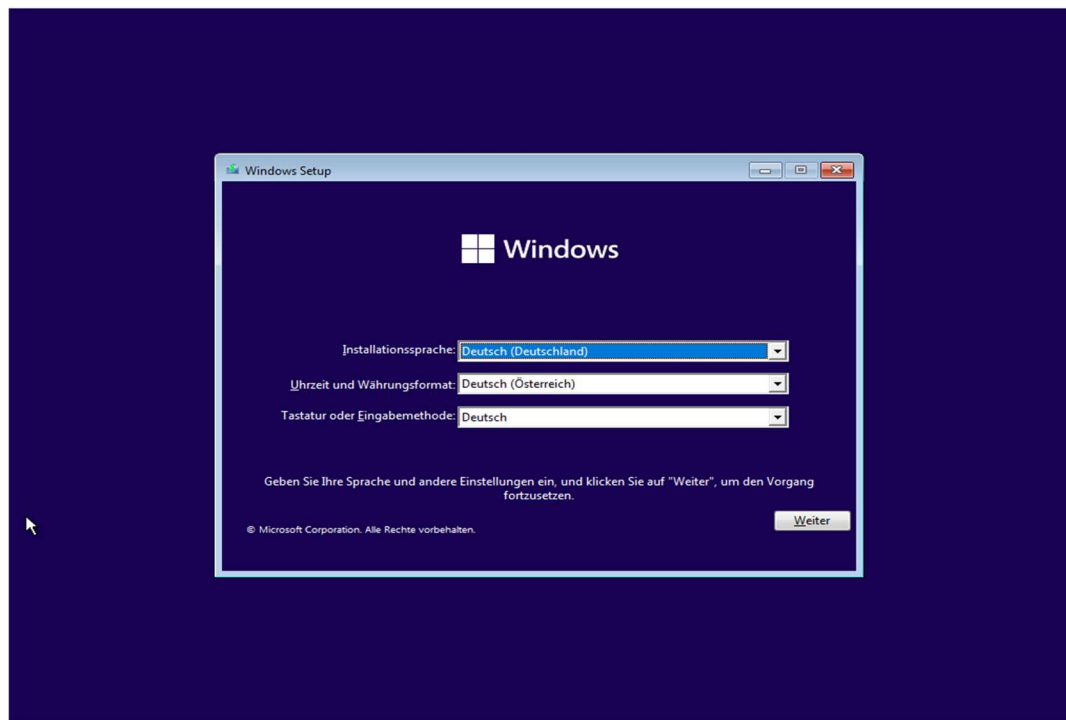 Windows Setup
Windows
Installationssprache: Deutsch (Deutschland)
Uhrzeit und Währungsformat: Deutsch (Österreich)
Tastatur oder Eingabemethode: Deutsch
Geben Sie Ihre Sprache und andere Einstellungen ein, und klicken Sie auf "Weiter", um den Vorgang
fortzusetzen.
Weiter
© Microsoft Corporation. Alle Rechte vorbehalten.